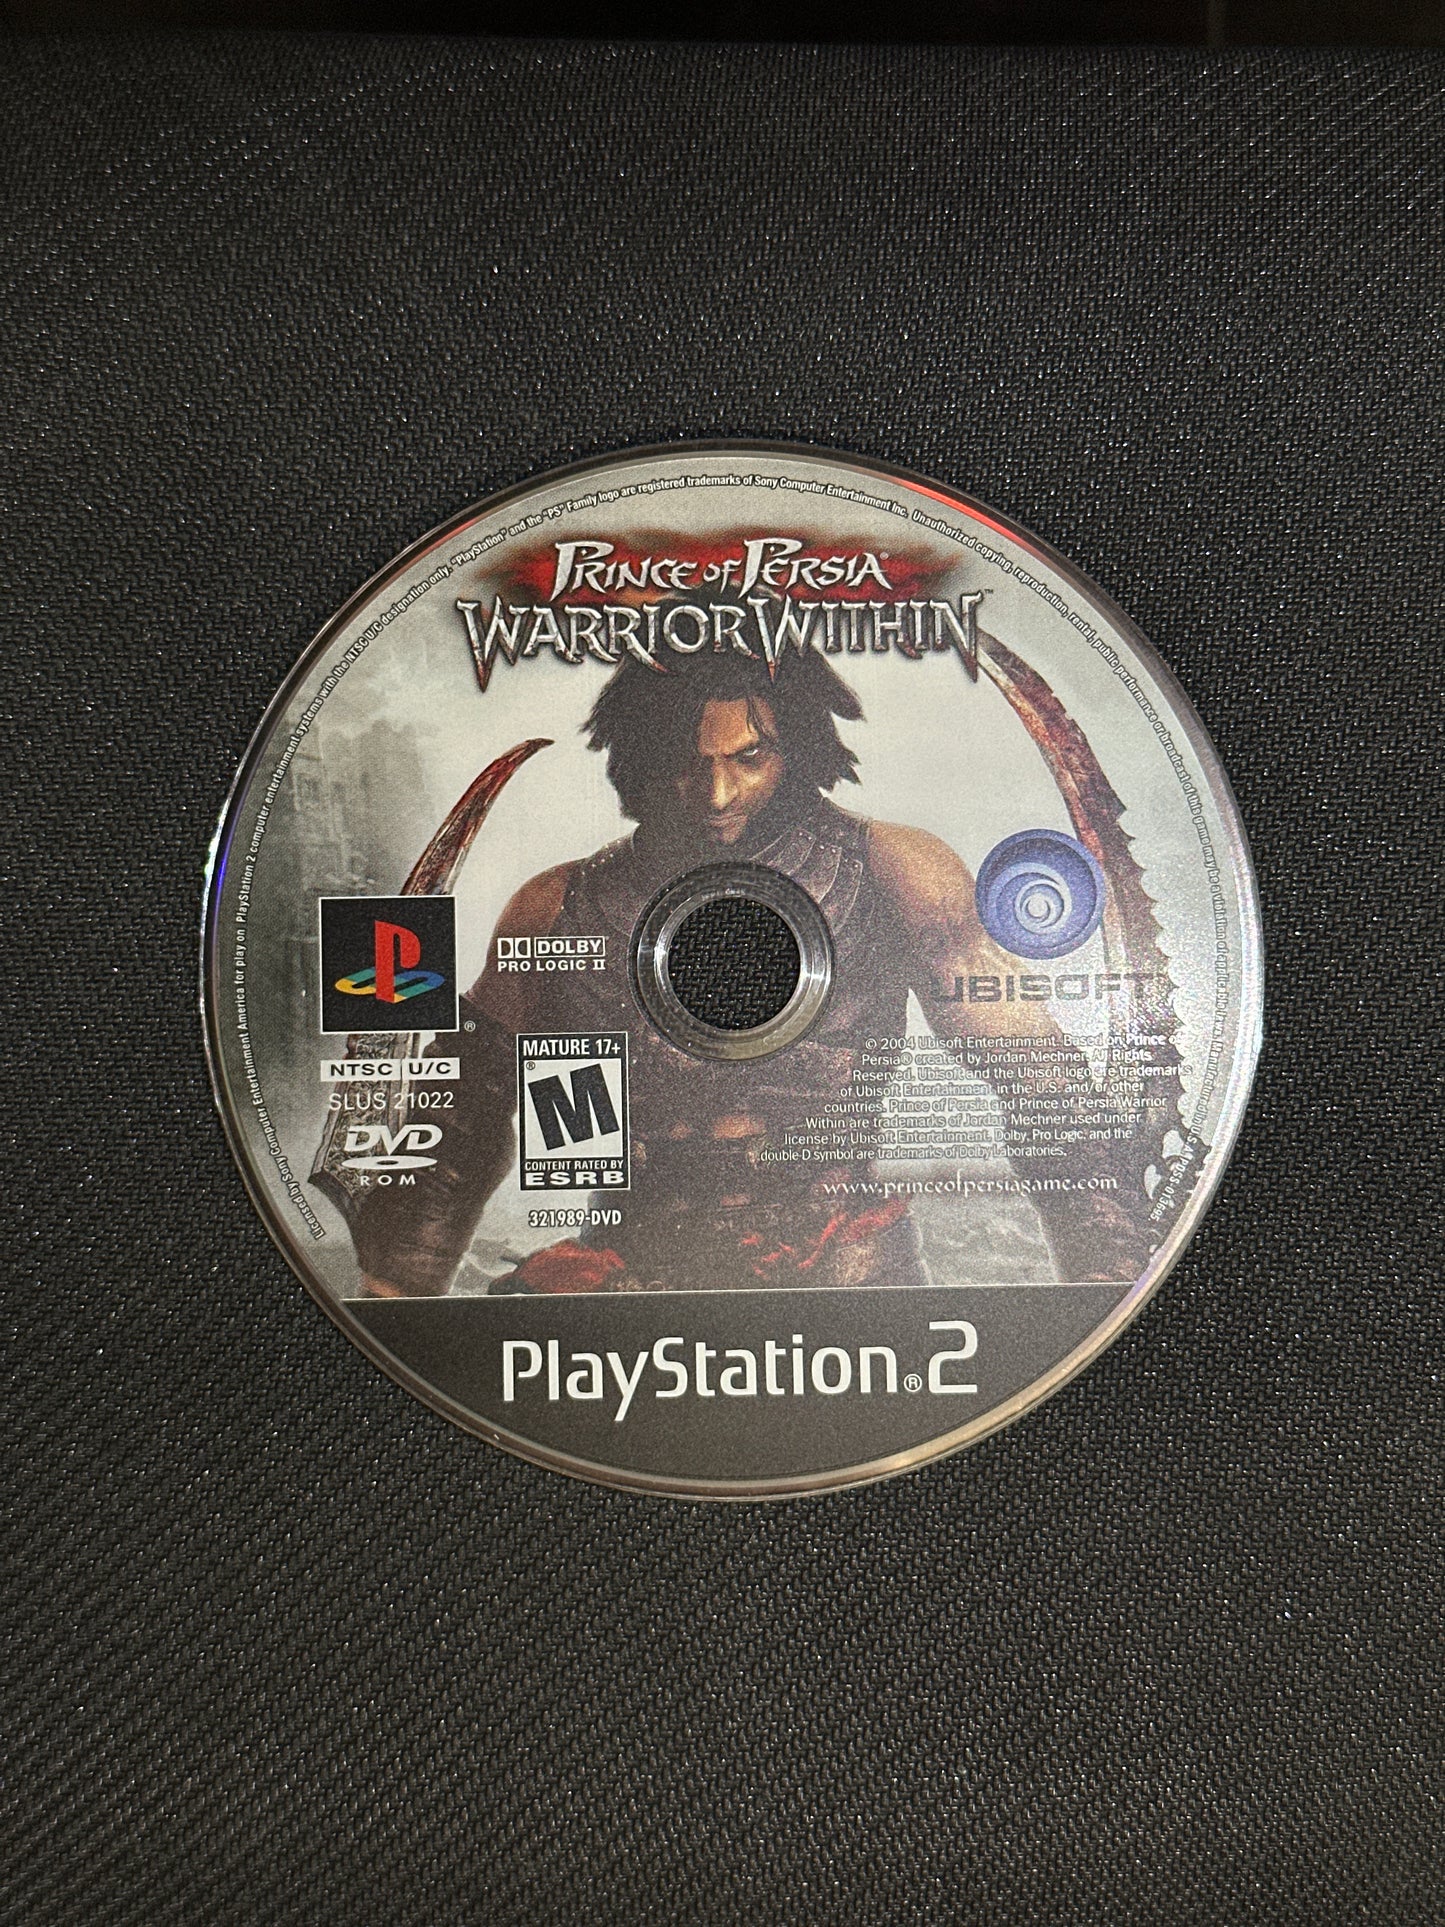 Licensed by Sony Computer Entertainment America for play on PlayStation 2 computer entertainment systems with the NTSC U/C designation only. "PlayStation" and the "PS" Family logo are registered trademarks of Sony Computer Entertainment Inc. Unauthorized copying, reproduction, rental, public performance or broadcast of this game may be a violation of applicable laws. Manufactured in U.S.A. PDSS-013695.
PRINCE OF PERSIA®
WARRIOR WITHIN™
DOLBY
PRO LOGIC II
UBISOFT
®
NTSC U/C
SLUS 21022
DVD
ROM
MATURE 17+
®
M
CONTENT RATED BY
ESRB
321989-DVD
© 2004 Ubisoft Entertainment. Based on Prince of
Persia® created by Jordan Mechner. All Rights
Reserved. Ubisoft and the Ubisoft logo are trademarks
of Ubisoft Entertainment in the U.S. and/or other
countries. Prince of Persia and Prince of Persia Warrior
Within are trademarks of Jordan Mechner used under
license by Ubisoft Entertainment. Dolby, Pro Logic, and the
double-D symbol are trademarks of Dolby Laboratories.
www.princeofpersiagame.com
PlayStation®2